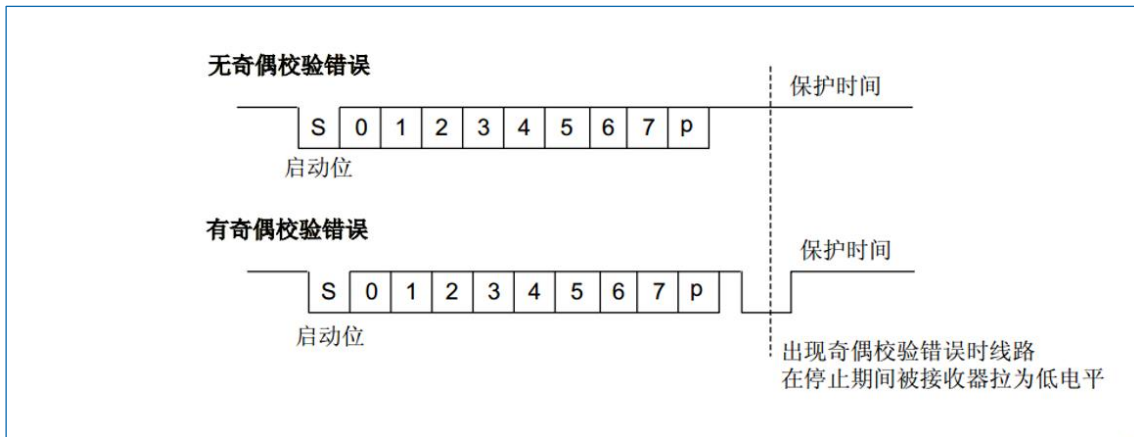 无奇偶校验错误
保护时间
S 0 1 2 3 4 5 6 7 p
启动位
有奇偶校验错误
保护时间
S 0 1 2 3 4 5 6 7 p
启动位
出现奇偶校验错误时线路
在停止期间被接收器拉为低电平